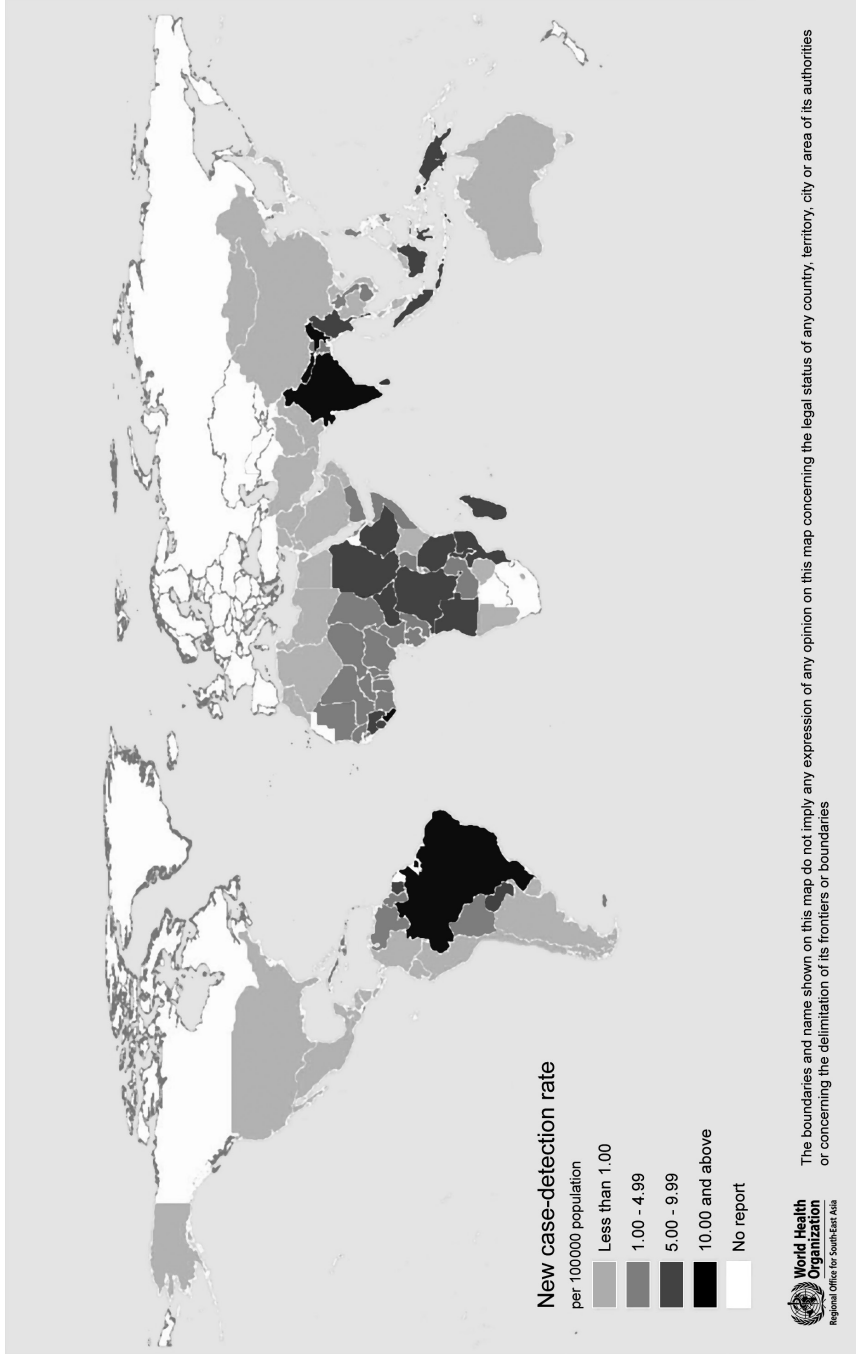 New case-detection rate
per 100000 population
Less than 1.00
1.00 - 4.99
5.00 - 9.99
10.00 and above
No report
World Health
Organization
Regional Office for South-East Asia
The boundaries and name shown on this map do not imply any expression of any opinion on this map concerning the legal status of any country, territory, city or area of its authorities
or concerning the delimitation of its frontiers or boundaries